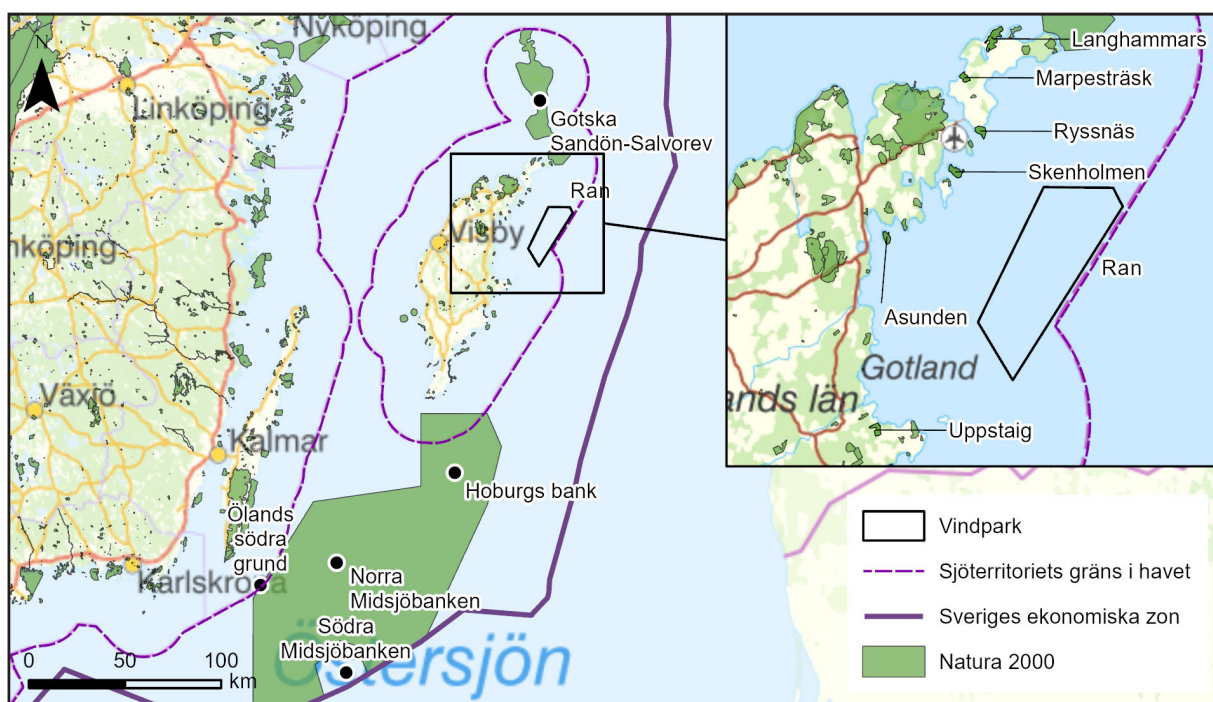 Nyköping
N
Linköping
Gotska
Sandön-Salvorev
Ran
Visby
nköping
Växjö
Kalmar
Hoburgs bank
Ölands
södra
grund
Karlskrona
Norra
Midsjöbanken
Södra
Midsjöbanken
Östersjön
0 50 100
km
Langhammars
Marpesträsk
Ryssnäs
Skenholmen
Ran
Asunden
Gotland
ands län
Uppstaig
Vindpark
Sjöterritoriets gräns i havet
Sveriges ekonomiska zon
Natura 2000